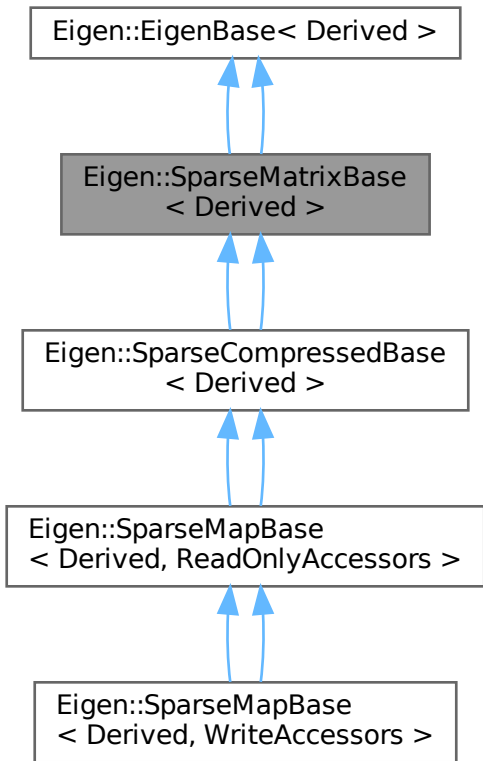 Eigen::EigenBase< Derived >
Eigen::SparseMatrixBase
< Derived >
Eigen::SparseCompressedBase
< Derived >
Eigen::SparseMapBase
< Derived, ReadOnlyAccessors >
Eigen::SparseMapBase
< Derived, WriteAccessors >